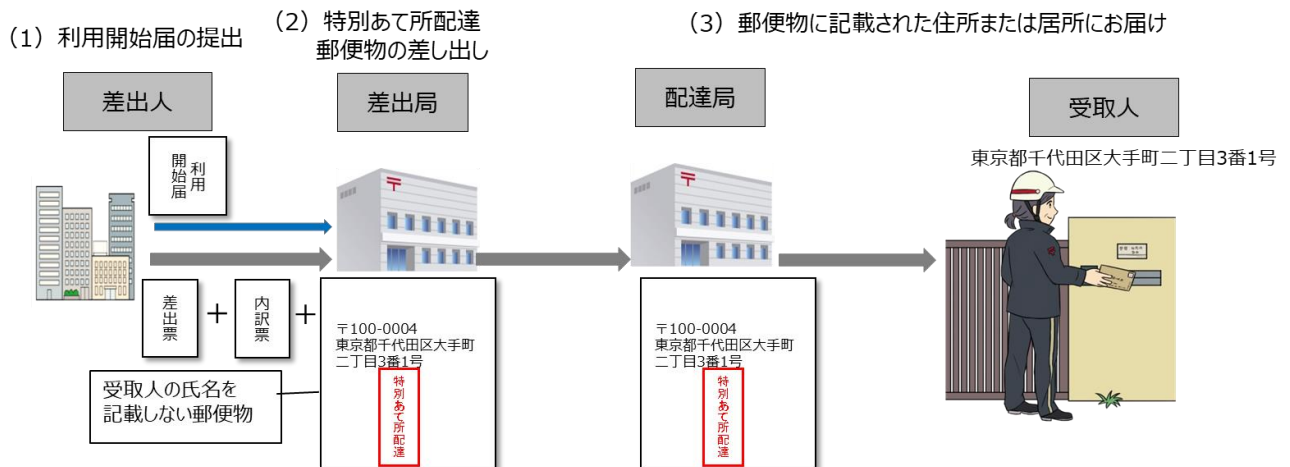 (1) 利用開始届の提出
(2) 特別あて所配達
郵便物の差し出し
(3) 郵便物に記載された住所または居所にお届け
差出人
差出局
配達局
受取人
東京都千代田区大手町二丁目3番1号
利用
開始届
〒
〒
差出票
+
内訳票
+
〒100-0004
東京都千代田区大手町
二丁目3番1号
特別あて所配達
〒100-0004
東京都千代田区大手町
二丁目3番1号
特別あて所配達
受取人の氏名を
記載しない郵便物